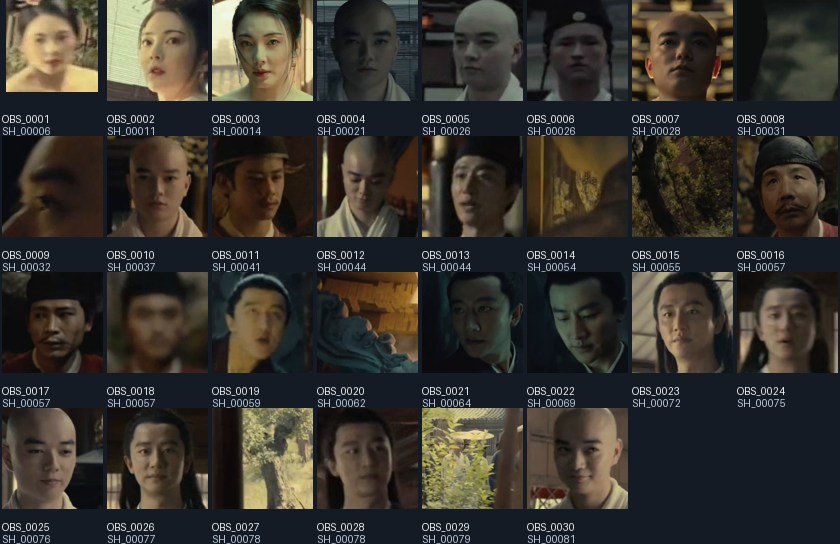 OBS_0001 OBS_0002 OBS_0003 OBS_0004 OBS_0005 OBS_0006 OBS_0007 OBS_0008
SH_00006 SH_00011 SH_00014 SH_00021 SH_00026 SH_00026 SH_00028 SH_00031
OBS_0009 OBS_0010 OBS_0011 OBS_0012 OBS_0013 OBS_0014 OBS_0015 OBS_0016
SH_00032 SH_00037 SH_00041 SH_00044 SH_00044 SH_00054 SH_00055 SH_00057
OBS_0017 OBS_0018 OBS_0019 OBS_0020 OBS_0021 OBS_0022 OBS_0023 OBS_0024
SH_00057 SH_00057 SH_00059 SH_00062 SH_00064 SH_00069 SH_00072 SH_00075
OBS_0025 OBS_0026 OBS_0027 OBS_0028 OBS_0029 OBS_0030
SH_00076 SH_00077 SH_00078 SH_00078 SH_00079 SH_00081